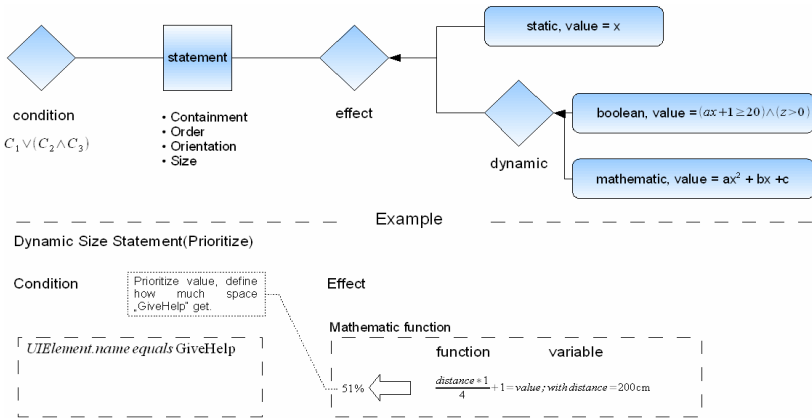 static, value = x
statement
condition
effect
C₁∨(C₂∧C₃)
• Containment
• Order
• Orientation
• Size
boolean, value =(ax+1≥20)∧(z>0)
dynamic
mathematic, value = ax² + bx +c
Example
Dynamic Size Statement(Prioritize)
Condition
Prioritize value, define
how much space
„GiveHelp" get.
Effect
Mathematic function
UIElement.name equals GiveHelp
function variable
51%
distance*1/4+1=value;withdistance=200cm